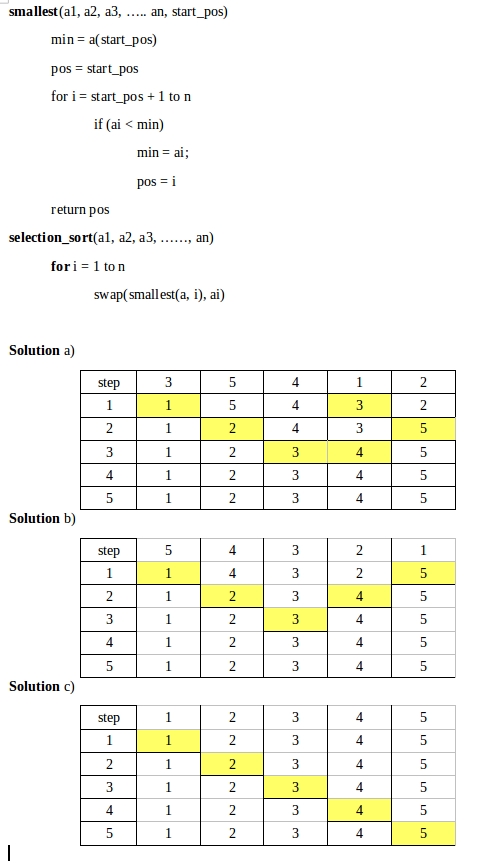 smallest(a1, a2, a3, ….. an, start_pos)
min = a(start_pos)
pos = start_pos
for i = start_pos + 1 to n
if (ai < min)
min = ai;
pos = i
return pos
selection_sort(a1, a2, a3, ……, an)
for i = 1 to n
swap(smallest(a, i), ai)
Solution a)
step 3 5 4 1 2
1 1 5 4 3 2
2 1 2 4 3 5
3 1 2 3 4 5
4 1 2 3 4 5
5 1 2 3 4 5
Solution b)
step 5 4 3 2 1
1 1 4 3 2 5
2 1 2 3 4 5
3 1 2 3 4 5
4 1 2 3 4 5
5 1 2 3 4 5
Solution c)
step 1 2 3 4 5
1 1 2 3 4 5
2 1 2 3 4 5
3 1 2 3 4 5
4 1 2 3 4 5
5 1 2 3 4 5